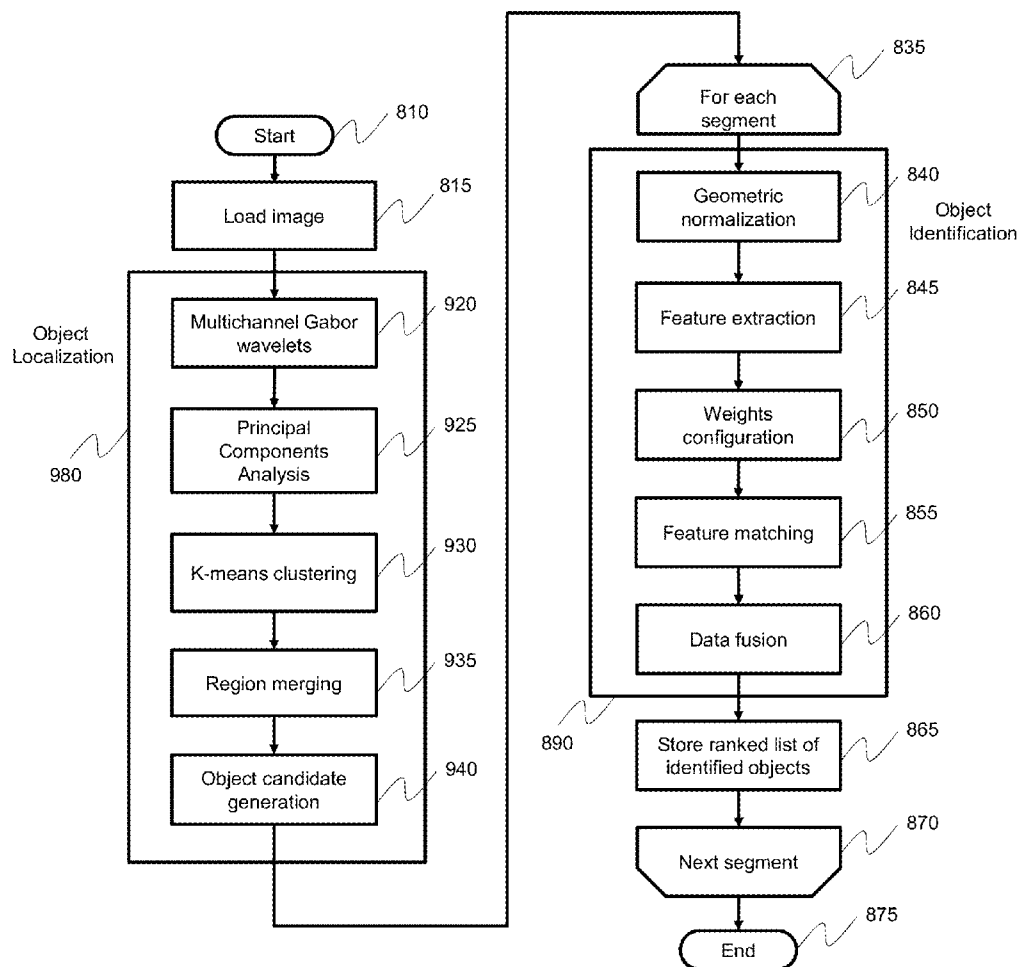 Start
810
Load image
815
Object
Localization
980
Multichannel Gabor
wavelets
920
Principal
Components
Analysis
925
K-means clustering
930
Region merging
935
Object candidate
generation
940
For each
segment
835
Object
Identification
890
Geometric
normalization
840
Feature extraction
845
Weights
configuration
850
Feature matching
855
Data fusion
860
Store ranked list of
identified objects
865
Next segment
870
End
875